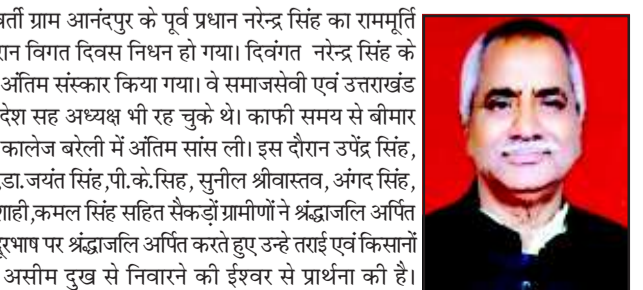 वर्ती ग्राम आनंदपुर के पूर्व प्रधान नरेन्द्र सिंह का राममूर्ति
रान विगत दिवस निधन हो गया। दिवंगत नरेन्द्र सिंह के
अंतिम संस्कार किया गया। वे समाजसेवी एवं उत्तराखंड
देश सह अध्यक्ष भी रह चुके थे। काफी समय से बीमार
कालेज बरेली में अंतिम सांस ली। इस दौरान उपेंद्र सिंह,
डा.जयंत सिंह,पी.के.सिह, सुनील श्रीवास्तव, अंगद सिंह,
शाही,कमल सिंह सहित सैकड़ों ग्रामीणों ने श्रंद्धाजलि अर्पित
दूरभाष पर श्रंद्धाजलि अर्पित करते हुए उन्हे तराई एवं किसानों
असीम दुख से निवारने की ईश्वर से प्रार्थना की है।